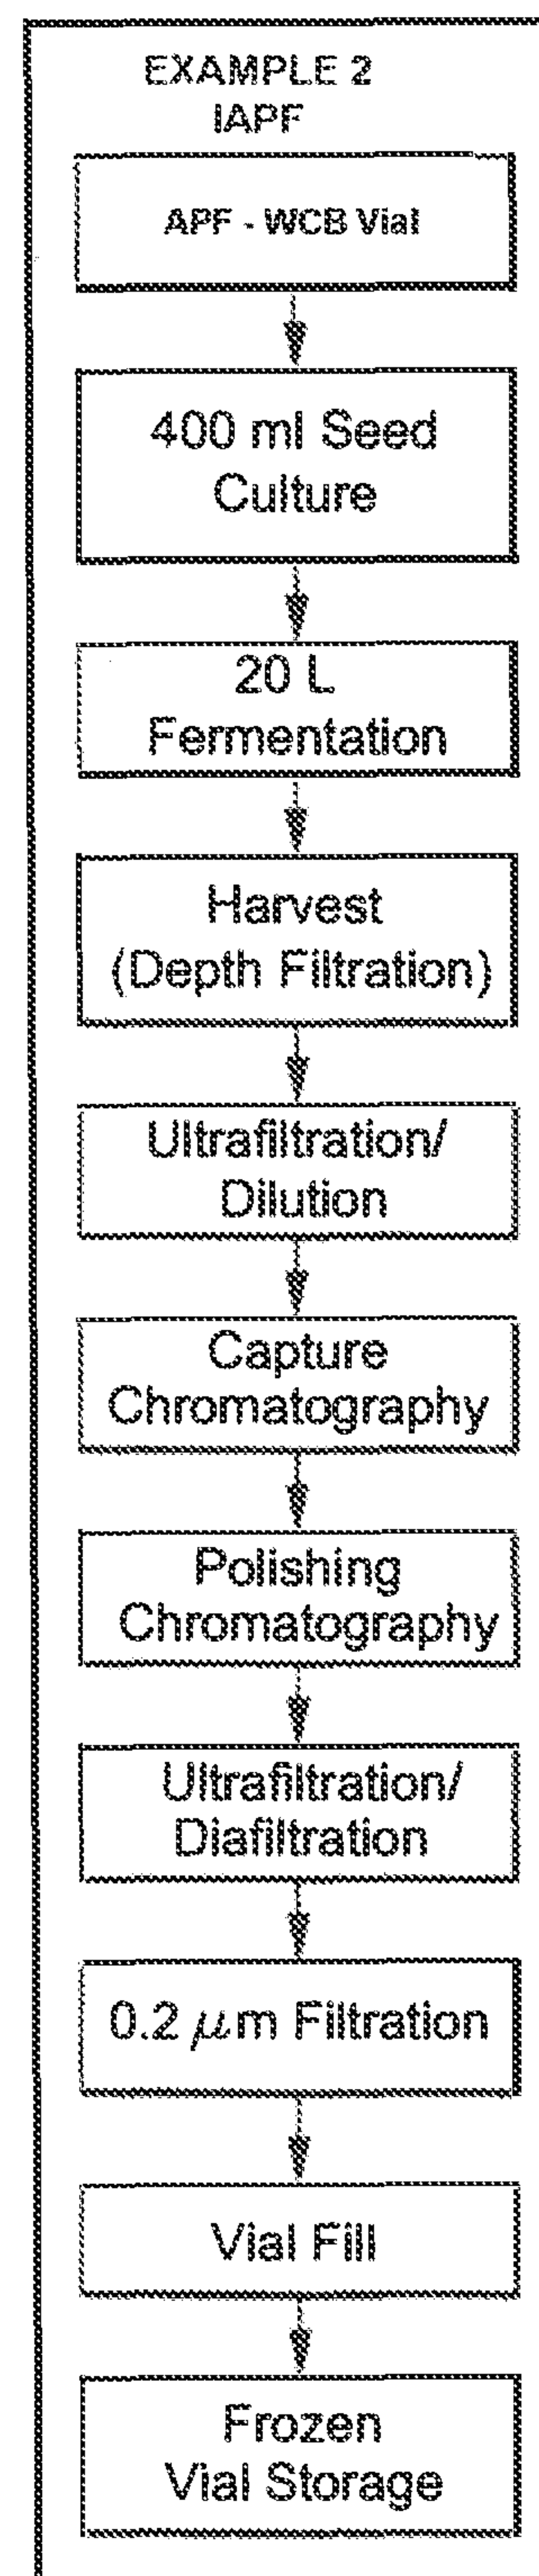 EXAMPLE 2
IAPF
APF - WCB Vial
400 ml Seed
Culture
20 L
Fermentation
Harvest
(Depth Filtration)
Ultrafiltration/
Dilution
Capture
Chromatography
Polishing
Chromatography
Ultrafiltration/
Diafiltration
0.2 μm Filtration
Vial Fill
Frozen
Vial Storage